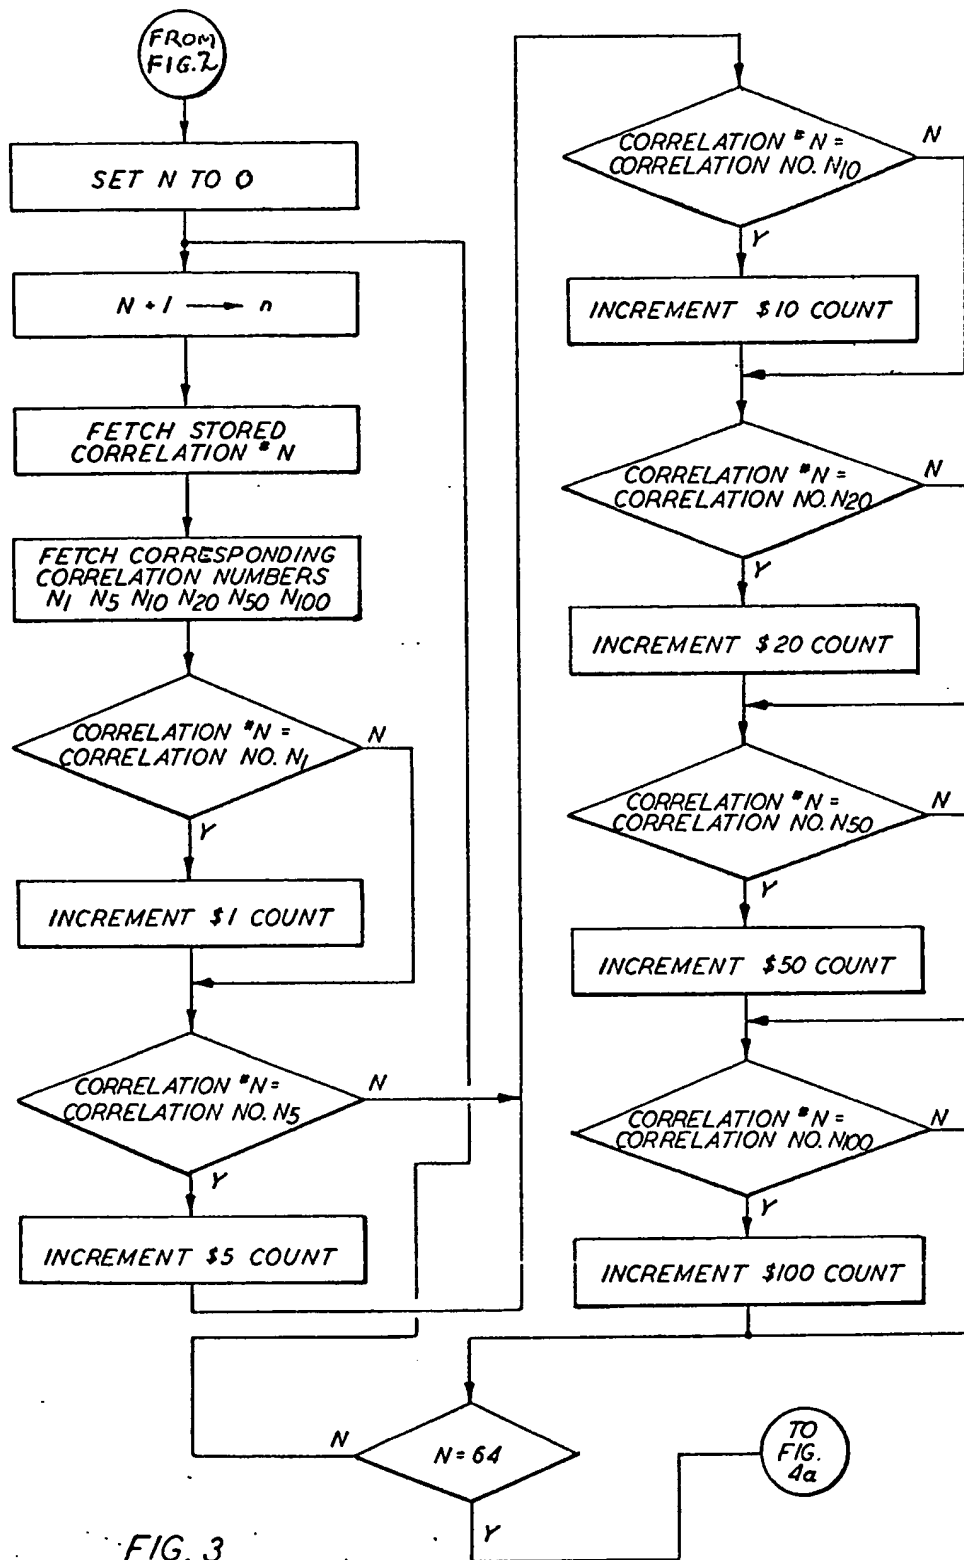 FROM
FIG. 2
SET N TO 0
N + 1 → n
FETCH STORED
CORRELATION # N
FETCH CORRESPONDING
CORRELATION NUMBERS
N1 N5 N10 N20 N50 N100
CORRELATION #N =
CORRELATION NO. N1
N
Y
INCREMENT $1 COUNT
CORRELATION #N =
CORRELATION NO. N5
N
Y
INCREMENT $5 COUNT
CORRELATION # N =
CORRELATION NO. N10
N
Y
INCREMENT $10 COUNT
CORRELATION #N =
CORRELATION NO. N20
N
Y
INCREMENT $20 COUNT
CORRELATION #N =
CORRELATION NO. N50
N
Y
INCREMENT $50 COUNT
CORRELATION #N =
CORRELATION NO. N100
N
Y
INCREMENT $100 COUNT
N = 64
N
Y
TO
FIG.
4a
FIG. 3